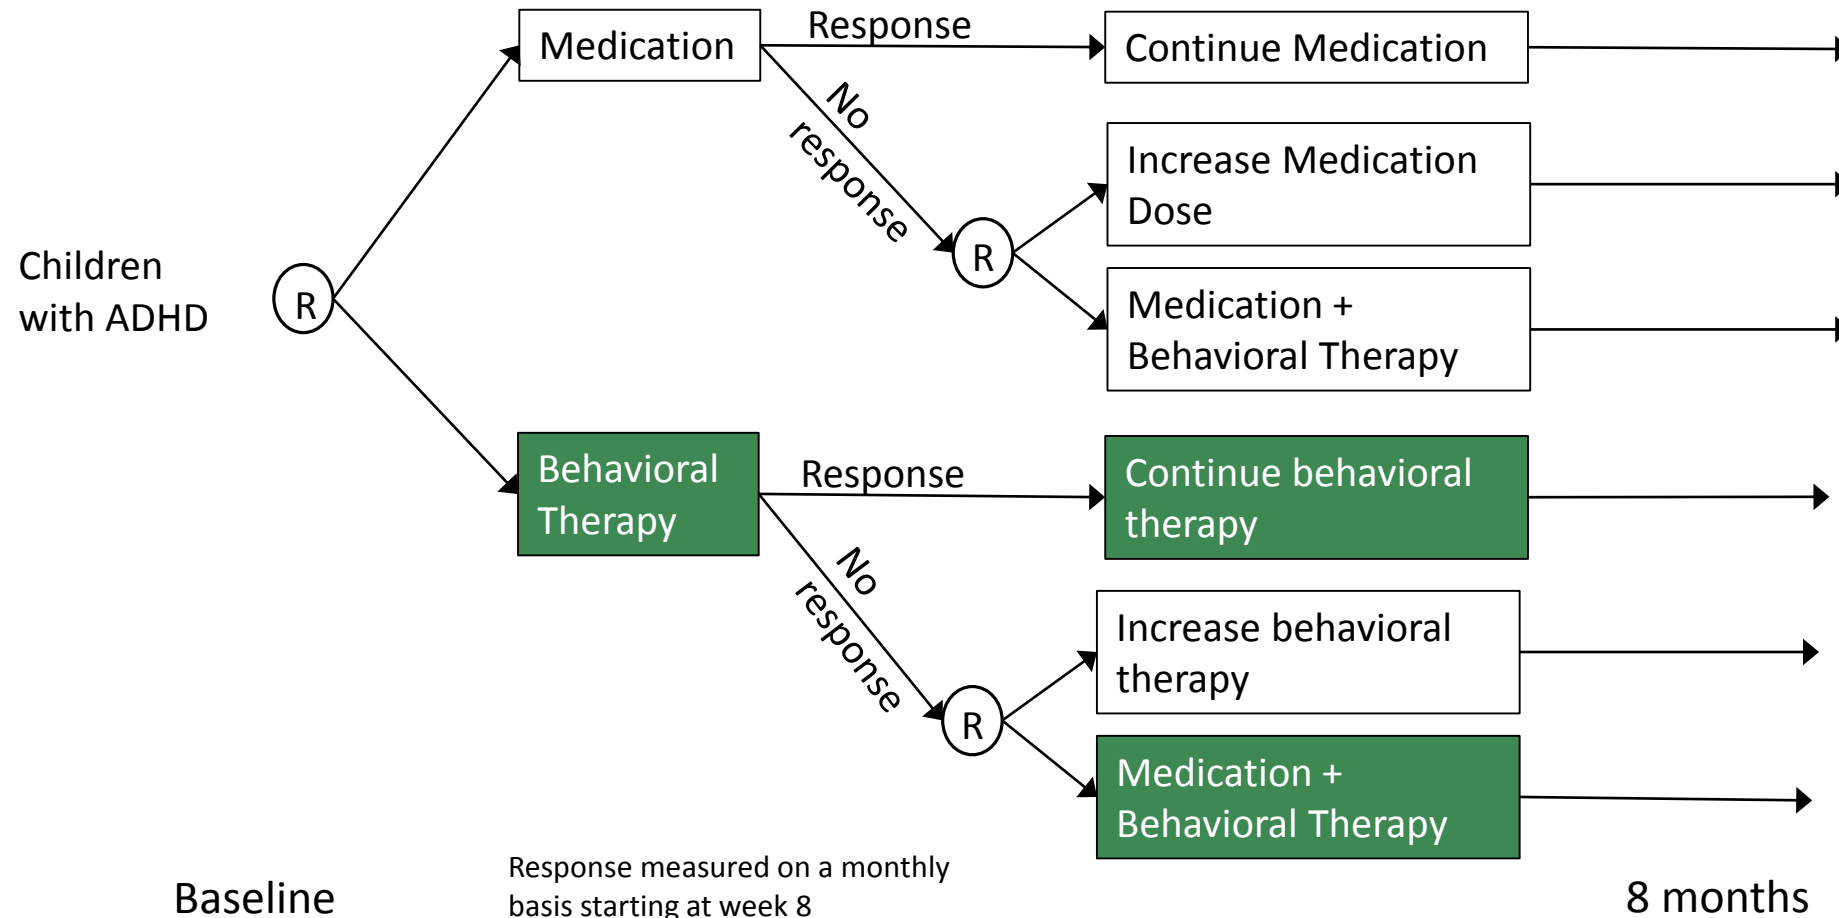 Medication
Response
Continue Medication
No
response
Increase Medication
Dose
R
Medication +
Behavioral Therapy
Children
with ADHD
R
Behavioral
Therapy
Response
Continue behavioral
therapy
No
response
Increase behavioral
therapy
R
Medication +
Behavioral Therapy
Baseline
Response measured on a monthly
basis starting at week 8
8 months